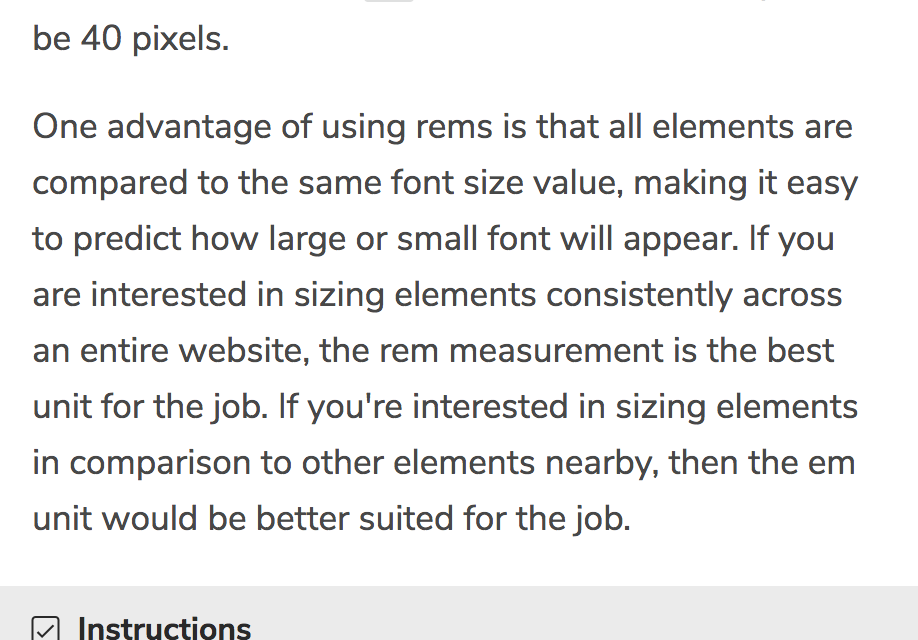 be 40 pixels.
One advantage of using rems is that all elements are
compared to the same font size value, making it easy
to predict how large or small font will appear. If you
are interested in sizing elements consistently across
an entire website, the rem measurement is the best
unit for the job. If you're interested in sizing elements
in comparison to other elements nearby, then the em
unit would be better suited for the job.
Instructions